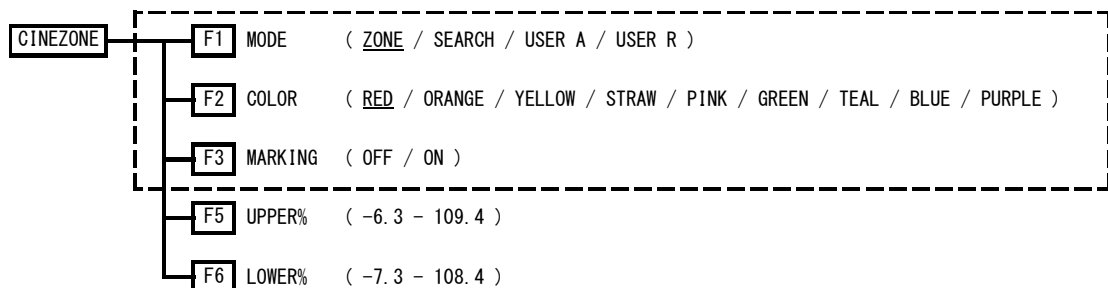 CINEZONE F1 MODE ( ZONE / SEARCH / USER A / USER R )
F2 COLOR ( RED / ORANGE / YELLOW / STRAW / PINK / GREEN / TEAL / BLUE / PURPLE )
F3 MARKING ( OFF / ON )
F5 UPPER% ( -6.3 - 109.4 )
F6 LOWER% ( -7.3 - 108.4 )